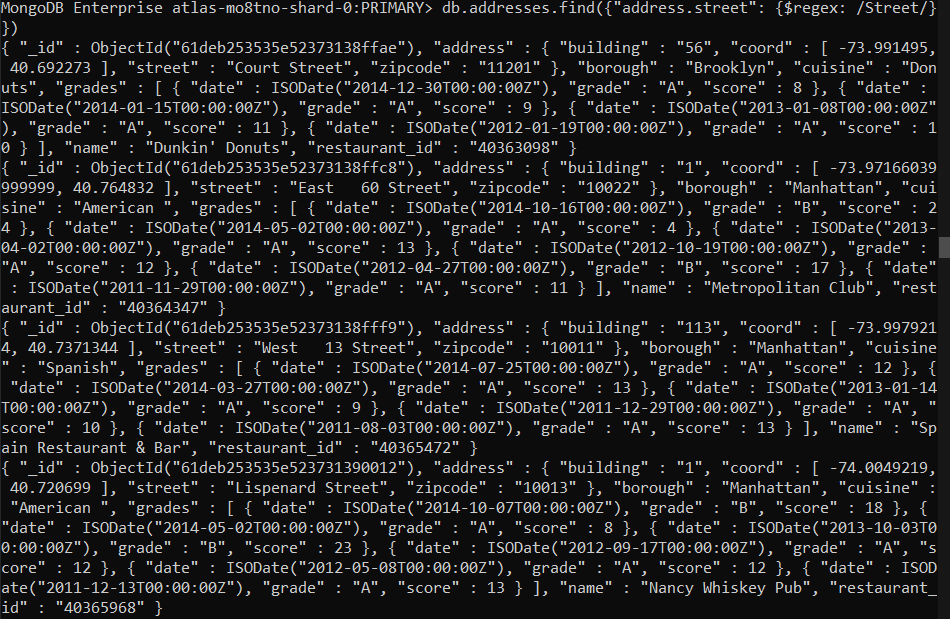 MongoDB Enterprise atlas-mo8tno-shard-0:PRIMARY> db.addresses.find({"address.street": {$regex: /Street/}
})
{ "_id" : ObjectId("61deb253535e52373138ffae"), "address" : { "building" : "56", "coord" : [ -73.991495,
 40.692273 ], "street" : "Court Street", "zipcode" : "11201" }, "borough" : "Brooklyn", "cuisine" : "Don
uts", "grades" : [ { "date" : ISODate("2014-12-30T00:00:00Z"), "grade" : "A", "score" : 8 }, { "date" :
ISODate("2014-01-15T00:00:00Z"), "grade" : "A", "score" : 9 }, { "date" : ISODate("2013-01-08T00:00:00Z"
), "grade" : "A", "score" : 11 }, { "date" : ISODate("2012-01-19T00:00:00Z"), "grade" : "A", "score" : 1
0 } ], "name" : "Dunkin' Donuts", "restaurant_id" : "40363098" }
{ "_id" : ObjectId("61deb253535e52373138ffc8"), "address" : { "building" : "1", "coord" : [ -73.97166039
999999, 40.764832 ], "street" : "East   60 Street", "zipcode" : "10022" }, "borough" : "Manhattan", "cui
sine" : "American ", "grades" : [ { "date" : ISODate("2014-10-16T00:00:00Z"), "grade" : "B", "score" : 2
4 }, { "date" : ISODate("2014-05-02T00:00:00Z"), "grade" : "A", "score" : 4 }, { "date" : ISODate("2013-
04-02T00:00:00Z"), "grade" : "A", "score" : 13 }, { "date" : ISODate("2012-10-19T00:00:00Z"), "grade" :
"A", "score" : 12 }, { "date" : ISODate("2012-04-27T00:00:00Z"), "grade" : "B", "score" : 17 }, { "date"
 : ISODate("2011-11-29T00:00:00Z"), "grade" : "A", "score" : 11 } ], "name" : "Metropolitan Club", "rest
aurant_id" : "40364347" }
{ "_id" : ObjectId("61deb253535e52373138fff9"), "address" : { "building" : "113", "coord" : [ -73.997921
4, 40.7371344 ], "street" : "West   13 Street", "zipcode" : "10011" }, "borough" : "Manhattan", "cuisine
" : "Spanish", "grades" : [ { "date" : ISODate("2014-07-25T00:00:00Z"), "grade" : "A", "score" : 12 }, {
 "date" : ISODate("2014-03-27T00:00:00Z"), "grade" : "A", "score" : 13 }, { "date" : ISODate("2013-01-14
T00:00:00Z"), "grade" : "A", "score" : 9 }, { "date" : ISODate("2011-12-29T00:00:00Z"), "grade" : "A", "
score" : 10 }, { "date" : ISODate("2011-08-03T00:00:00Z"), "grade" : "A", "score" : 13 } ], "name" : "Sp
ain Restaurant & Bar", "restaurant_id" : "40365472" }
{ "_id" : ObjectId("61deb253535e523731390012"), "address" : { "building" : "1", "coord" : [ -74.0049219,
 40.720699 ], "street" : "Lispenard Street", "zipcode" : "10013" }, "borough" : "Manhattan", "cuisine" :
 "American ", "grades" : [ { "date" : ISODate("2014-10-07T00:00:00Z"), "grade" : "B", "score" : 18 }, {
"date" : ISODate("2014-05-02T00:00:00Z"), "grade" : "A", "score" : 8 }, { "date" : ISODate("2013-10-03T0
0:00:00Z"), "grade" : "B", "score" : 23 }, { "date" : ISODate("2012-09-17T00:00:00Z"), "grade" : "A", "s
core" : 12 }, { "date" : ISODate("2012-05-08T00:00:00Z"), "grade" : "A", "score" : 12 }, { "date" : ISOD
ate("2011-12-13T00:00:00Z"), "grade" : "A", "score" : 13 } ], "name" : "Nancy Whiskey Pub", "restaurant_
id" : "40365968" }